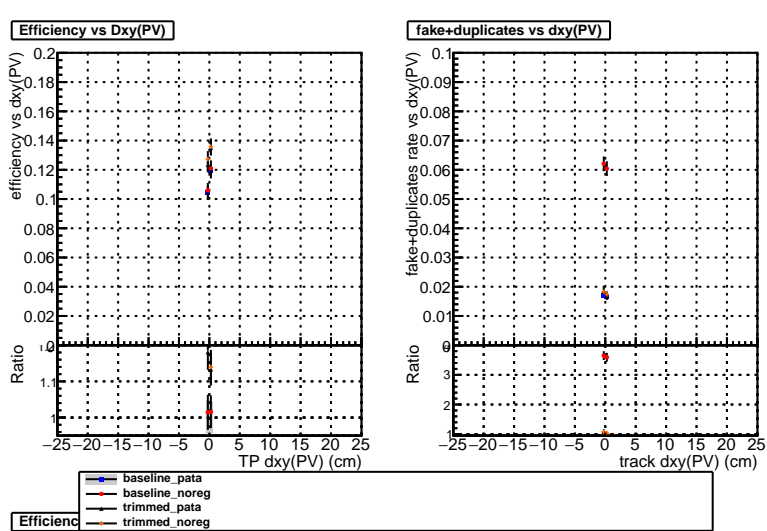 Efficiency vs Dxy(PV)
efficiency vs dxy(PV)
0.2
0.18
0.16
0.14
0.12
0.1
0.08
0.06
0.04
0.02
0
Ratio
1.1
1
−25 −20 −15 −10 −5 0 5 10 15 20 25
TP dxy(PV) (cm)
fake+duplicates vs dxy(PV)
fake+duplicates rate vs dxy(PV)
0.1
0.09
0.08
0.07
0.06
0.05
0.04
0.03
0.02
0.01
0
Ratio
3
2
1
−25 −20 −15 −10 −5 0 5 10 15 20 25
track dxy(PV) (cm)
baseline_pata
baseline_noreg
trimmed_pata
trimmed_noreg
Efficienc